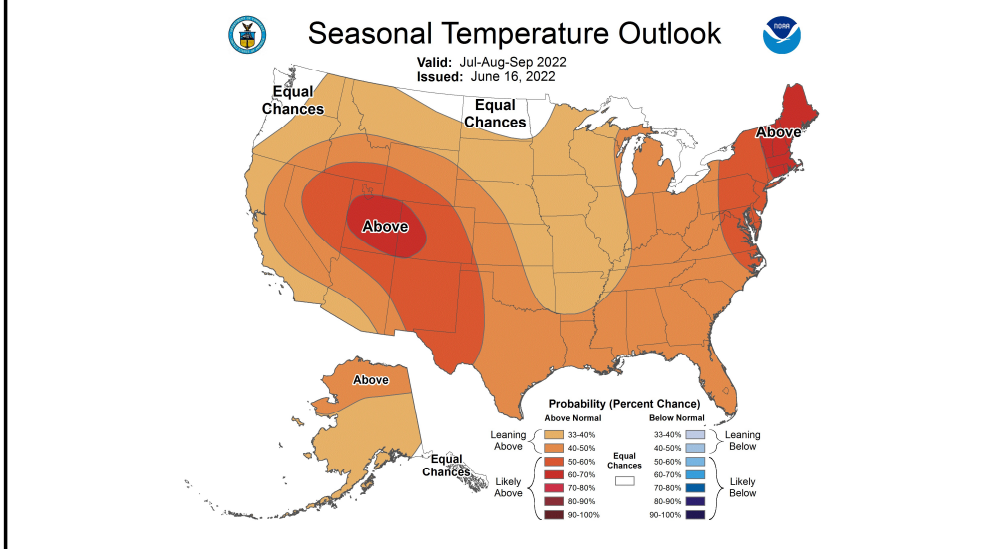 Seasonal Temperature Outlook
NOAA
Valid: Jul-Aug-Sep 2022
Issued: June 16, 2022
Equal
Chances
Equal
Chances
Above
Above
Above
Equal
Chances
Probability (Percent Chance)
Above Normal
Below Normal
Leaning
Above
33-40%
40-50%
Likely
Above
50-60%
60-70%
70-80%
80-90%
90-100%
Equal
Chances
33-40%
40-50%
Leaning
Below
50-60%
60-70%
70-80%
80-90%
90-100%
Likely
Below